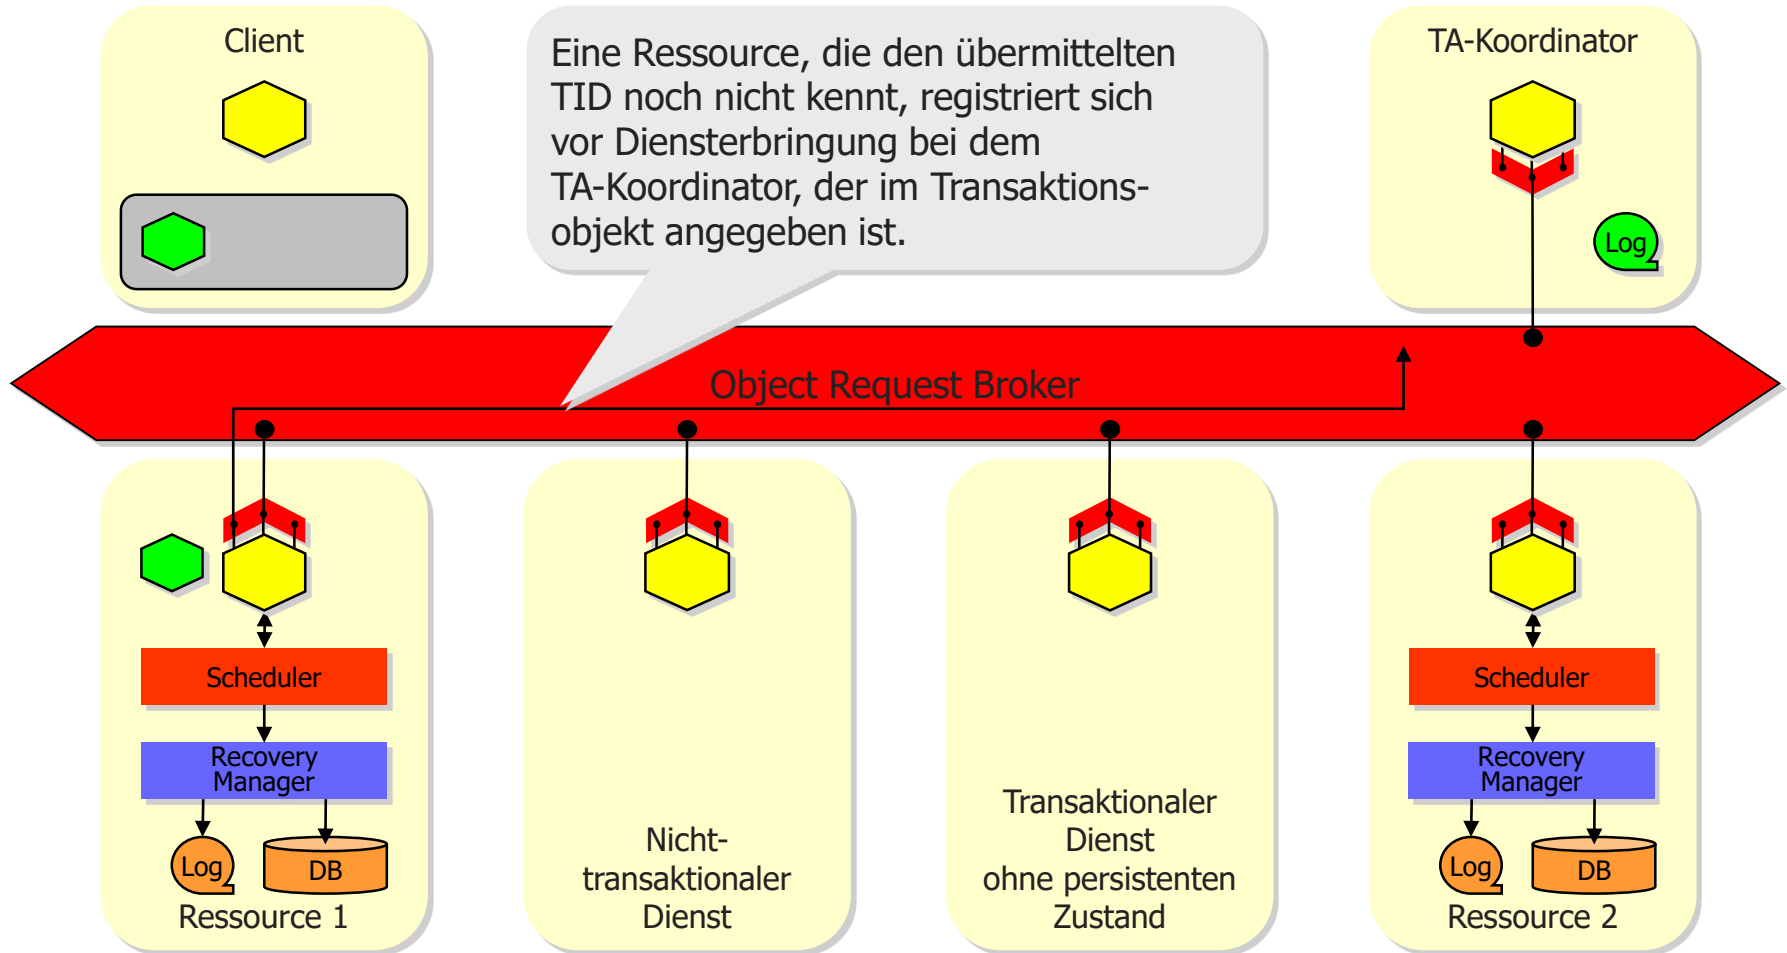 Client
Eine Ressource, die den übermittelten
TID noch nicht kennt, registriert sich
vor Diensterbringung bei dem
TA-Koordinator, der im Transaktions-
objekt angegeben ist.
TA-Koordinator
Log
Object Request Broker
Scheduler
Recovery
Manager
Log
DB
Ressource 1
Nicht-
transaktionaler
Dienst
Transaktionaler
Dienst
ohne persistenten
Zustand
Scheduler
Recovery
Manager
Log
DB
Ressource 2